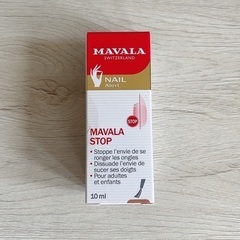 MAVALA
SWITZERLAND
NAIL
Alert
STOP
MAVALA
STOP
• Stoppe l'envie de se
ronger les ongles
• Dissuade l'envie de
sucer ses doigts
• Pour adultes
et enfants
10 ml